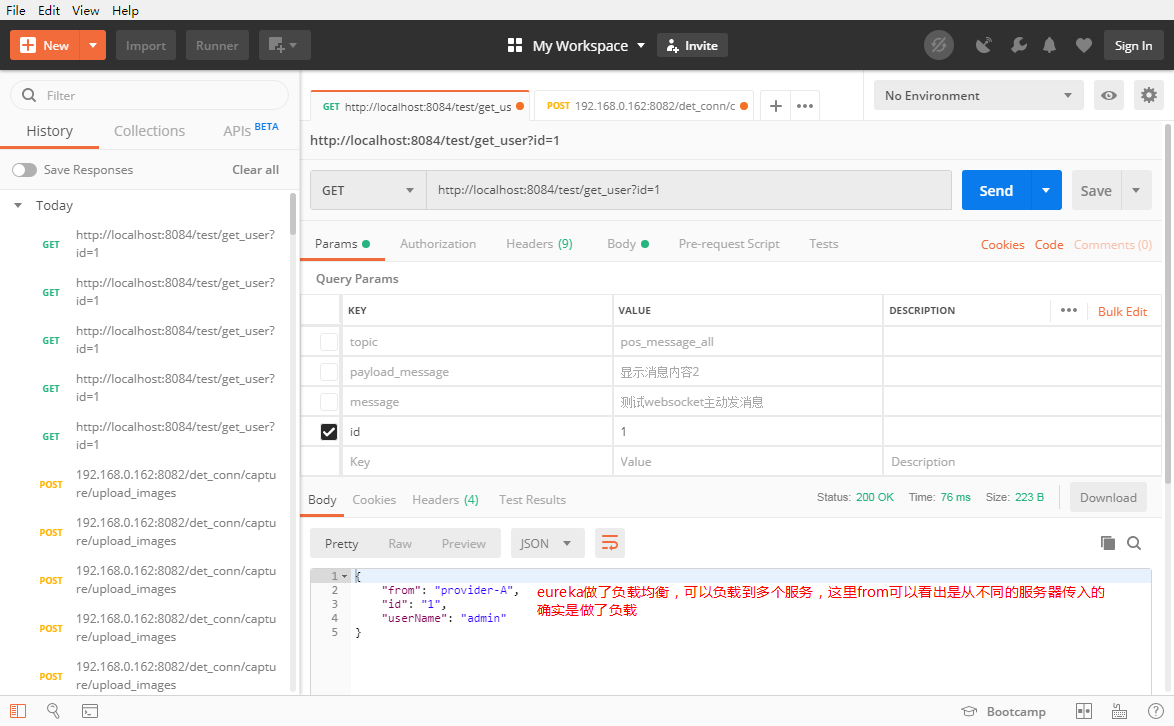 File Edit View Help
New Import Runner My Workspace Invite Sign In
Filter
History Collections APIs BETA
Save Responses Clear all
Today
GET http://localhost:8084/test/get_user?
id=1
GET http://localhost:8084/test/get_user?
id=1
GET http://localhost:8084/test/get_user?
id=1
GET http://localhost:8084/test/get_user?
id=1
GET http://localhost:8084/test/get_user?
id=1
POST 192.168.0.162:8082/det_conn/captu
re/upload_images
POST 192.168.0.162:8082/det_conn/captu
re/upload_images
POST 192.168.0.162:8082/det_conn/captu
re/upload_images
POST 192.168.0.162:8082/det_conn/captu
re/upload_images
POST 192.168.0.162:8082/det_conn/captu
re/upload_images
GET http://localhost:8084/test/get_us POST 192.168.0.162:8082/det_conn/c No Environment
http://localhost:8084/test/get_user?id=1
GET http://localhost:8084/test/get_user?id=1 Send Save
Params Authorization Headers (9) Body Pre-request Script Tests Cookies Code Comments (0)
Query Params
KEY VALUE DESCRIPTION Bulk Edit
topic pos_message_all
payload_message 显示消息内容2
message 测试websocket主动发消息
id 1
Key Value Description
Body Cookies Headers (4) Test Results Status: 200 OK Time: 76 ms Size: 223 B Download
Pretty Raw Preview JSON
1 {
2 "from": "provider-A", eureka做了负载均衡，可以负载到多个服务，这里from可以看出是从不同的服务器传入的
3 "id": "1", 确实是做了负载
4 "userName": "admin"
5 }
Bootcamp